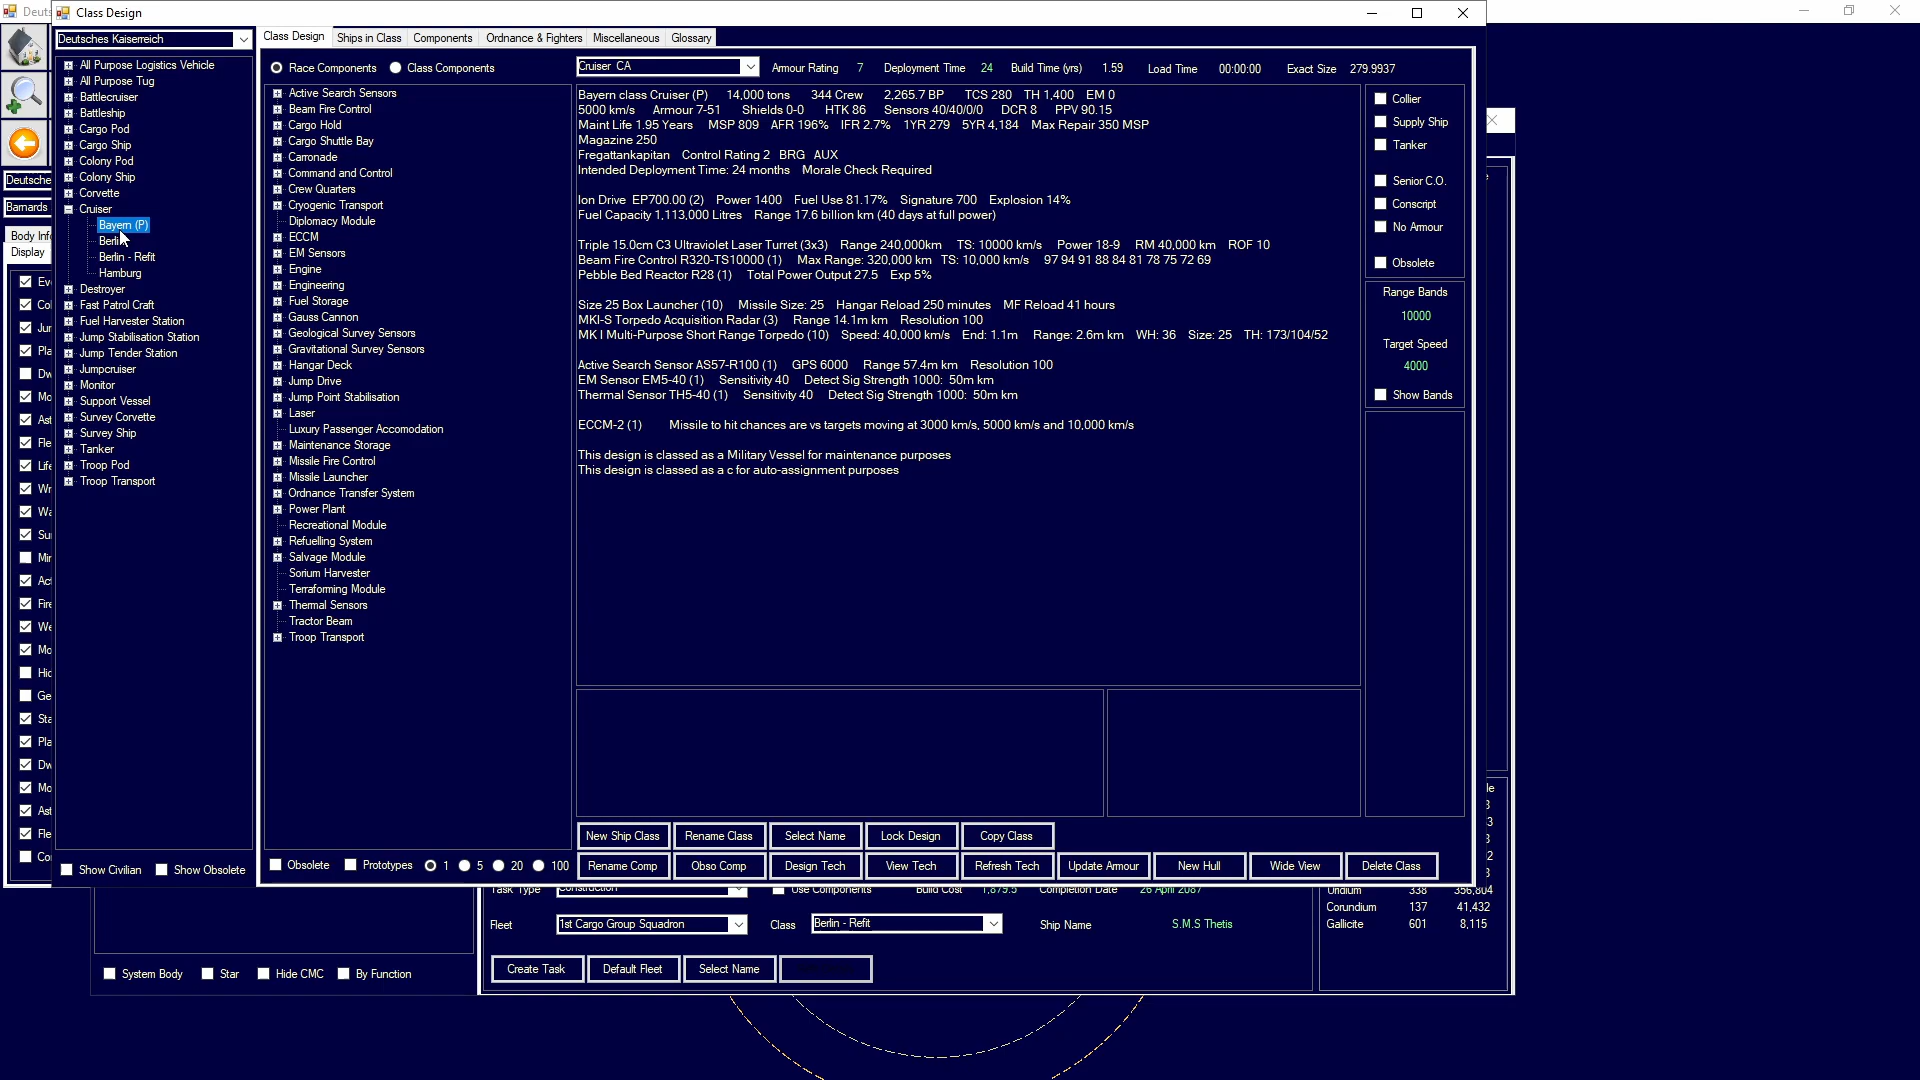 Deuts
Class Design
Deutsches Kaiserreich
Class Design Ships in Class Components Ordnance & Fighters Miscellaneous Glossary
Race Components Class Components
Cruiser CA
Armour Rating 7 Deployment Time 24 Build Time (yrs) 1.59 Load Time 00:00:00 Exact Size 279.9937
All Purpose Logistics Vehicle
All Purpose Tug
Battlecruiser
Battleship
Cargo Pod
Cargo Ship
Colony Pod
Colony Ship
Corvette
Cruiser
Bayern (P)
Berlin
Berlin - Refit
Hamburg
Destroyer
Fast Patrol Craft
Fuel Harvester Station
Jump Stabilisation Station
Jump Tender Station
Jumpcruiser
Monitor
Support Vessel
Survey Corvette
Survey Ship
Tanker
Troop Pod
Troop Transport
Show Civilian Show Obsolete
Active Search Sensors
Beam Fire Control
Cargo Hold
Cargo Shuttle Bay
Carronade
Command and Control
Crew Quarters
Cryogenic Transport
Diplomacy Module
ECCM
EM Sensors
Engine
Engineering
Fuel Storage
Gauss Cannon
Geological Survey Sensors
Gravitational Survey Sensors
Hangar Deck
Jump Drive
Jump Point Stabilisation
Laser
Luxury Passenger Accomodation
Maintenance Storage
Missile Fire Control
Missile Launcher
Ordnance Transfer System
Power Plant
Recreational Module
Refuelling System
Salvage Module
Sorium Harvester
Terraforming Module
Thermal Sensors
Tractor Beam
Troop Transport
Obsolete Prototypes 1 5 20 100
Bayern class Cruiser (P) 14,000 tons 344 Crew 2,265.7 BP TCS 280 TH 1,400 EM 0
5000 km/s Armour 7-51 Shields 0-0 HTK 86 Sensors 40/40/0/0 DCR 8 PPV 90.15
Maint Life 1.95 Years MSP 809 AFR 196% IFR 2.7% 1YR 279 5YR 4,184 Max Repair 350 MSP
Magazine 250
Fregattankapitan Control Rating 2 BRG AUX
Intended Deployment Time: 24 months Morale Check Required
Ion Drive EP700.00 (2) Power 1400 Fuel Use 81.17% Signature 700 Explosion 14%
Fuel Capacity 1,113,000 Litres Range 17.6 billion km (40 days at full power)
Triple 15.0cm C3 Ultraviolet Laser Turret (3x3) Range 240,000km TS: 10000 km/s Power 18-9 RM 40,000 km ROF 10
Beam Fire Control R320-TS10000 (1) Max Range: 320,000 km TS: 10,000 km/s 97 94 91 88 84 81 78 75 72 69
Pebble Bed Reactor R28 (1) Total Power Output 27.5 Exp 5%
Size 25 Box Launcher (10) Missile Size: 25 Hangar Reload 250 minutes MF Reload 41 hours
MKI-S Torpedo Acquisition Radar (3) Range 14.1m km Resolution 100
MK I Multi-Purpose Short Range Torpedo (10) Speed: 40,000 km/s End: 1.1m Range: 2.6m km WH: 36 Size: 25 TH: 173/104/52
Active Search Sensor AS57-R100 (1) GPS 6000 Range 57.4m km Resolution 100
EM Sensor EM5-40 (1) Sensitivity 40 Detect Sig Strength 1000: 50m km
Thermal Sensor TH5-40 (1) Sensitivity 40 Detect Sig Strength 1000: 50m km
ECCM-2 (1) Missile to hit chances are vs targets moving at 3000 km/s, 5000 km/s and 10,000 km/s
This design is classed as a Military Vessel for maintenance purposes
This design is classed as a c for auto-assignment purposes
Collier
Supply Ship
Tanker
Senior C.O.
Conscript
No Armour
Obsolete
Range Bands
10000
Target Speed
4000
Show Bands
New Ship Class Rename Class Select Name Lock Design Copy Class
Rename Comp Obso Comp Design Tech View Tech Refresh Tech Update Armour New Hull Wide View Delete Class
Deutsche
Barnards
Body Info
Display
Task Type Construction Use Components Build Cost 1,879.5 Completion Date 26 April 2087
Fleet 1st Cargo Group Squadron Class Berlin - Refit Ship Name S.M.S Thetis
Create Task Default Fleet Select Name
System Body Star Hide CMC By Function
Uridium 338 356,804
Corundium 137 41,432
Gallicite 601 8,115